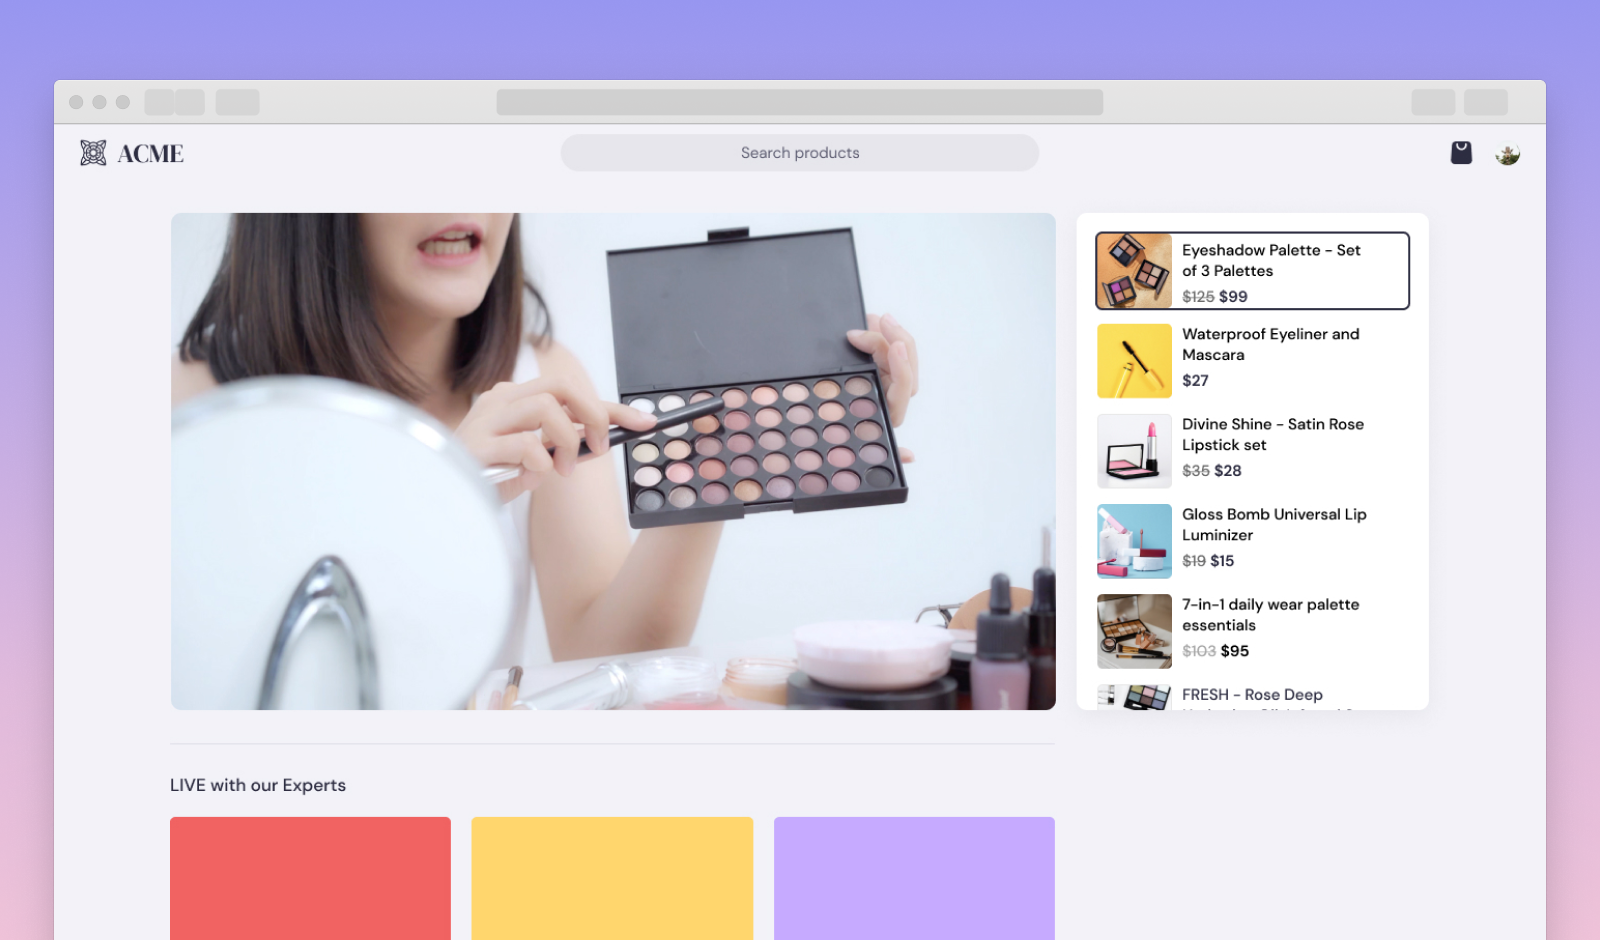 ACME
Search products
Eyeshadow Palette - Set
of 3 Palettes
$125 $99
Waterproof Eyeliner and
Mascara
$27
Divine Shine - Satin Rose
Lipstick set
$35 $28
Gloss Bomb Universal Lip
Luminizer
$19 $15
7-in-1 daily wear palette
essentials
$103 $95
FRESH - Rose Deep
LIVE with our Experts